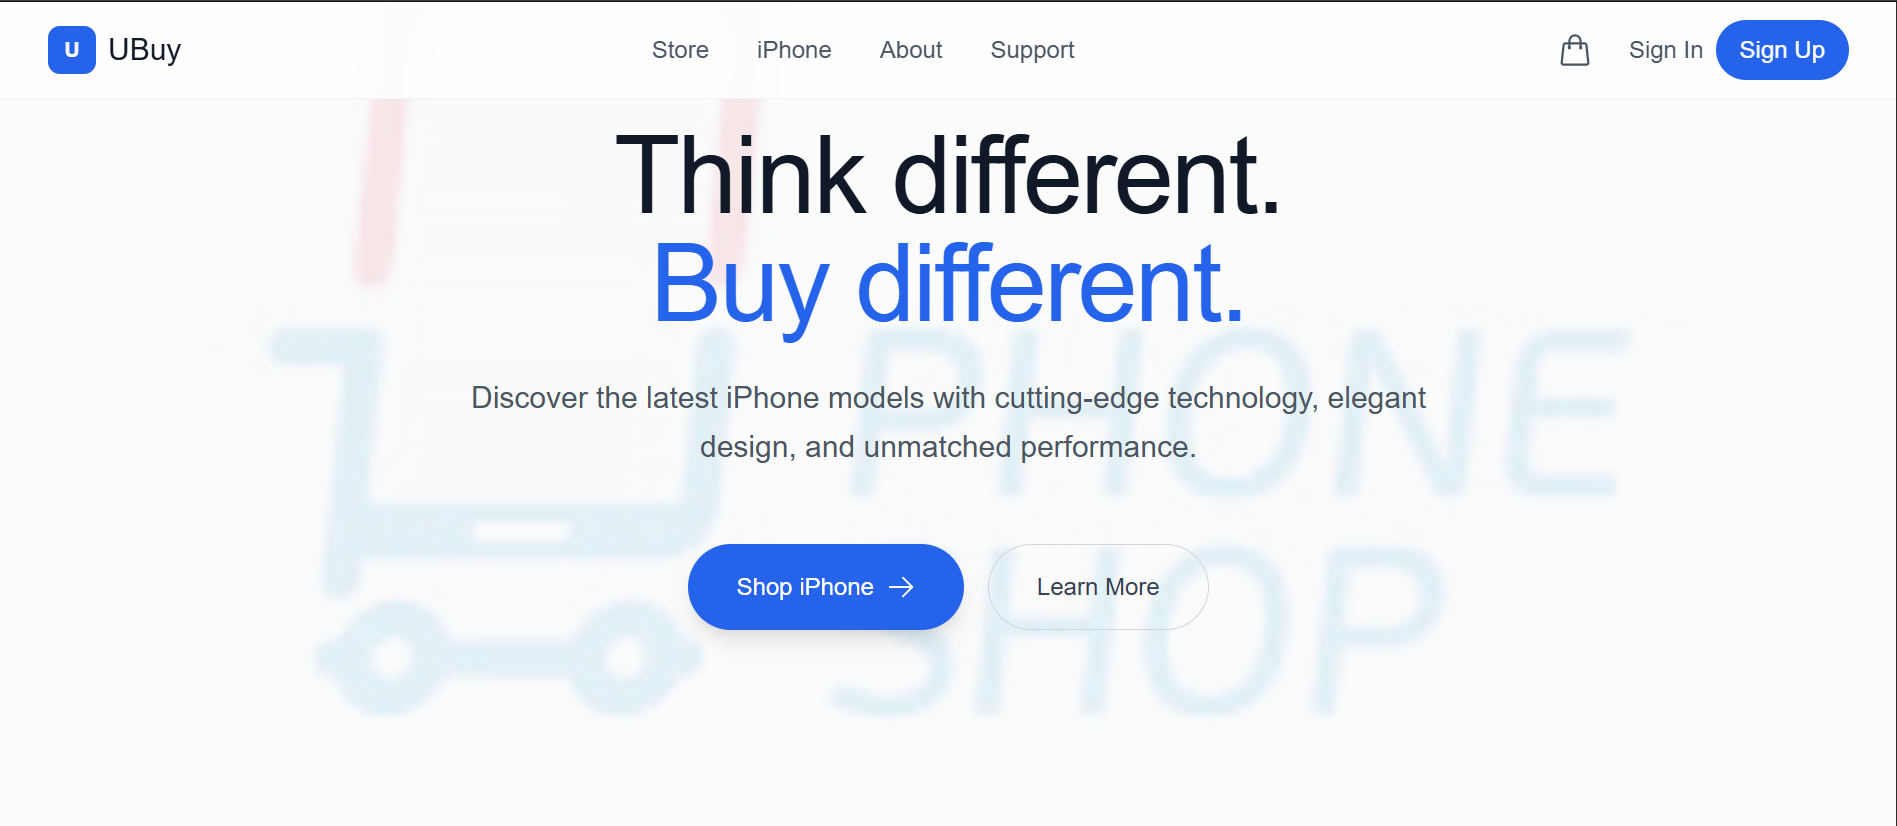 U UBuy Store iPhone About Support Sign In Sign Up
Think different.
Buy different.
Discover the latest iPhone models with cutting-edge technology, elegant
design, and unmatched performance.
Shop iPhone Learn More
PHONE
SHOP